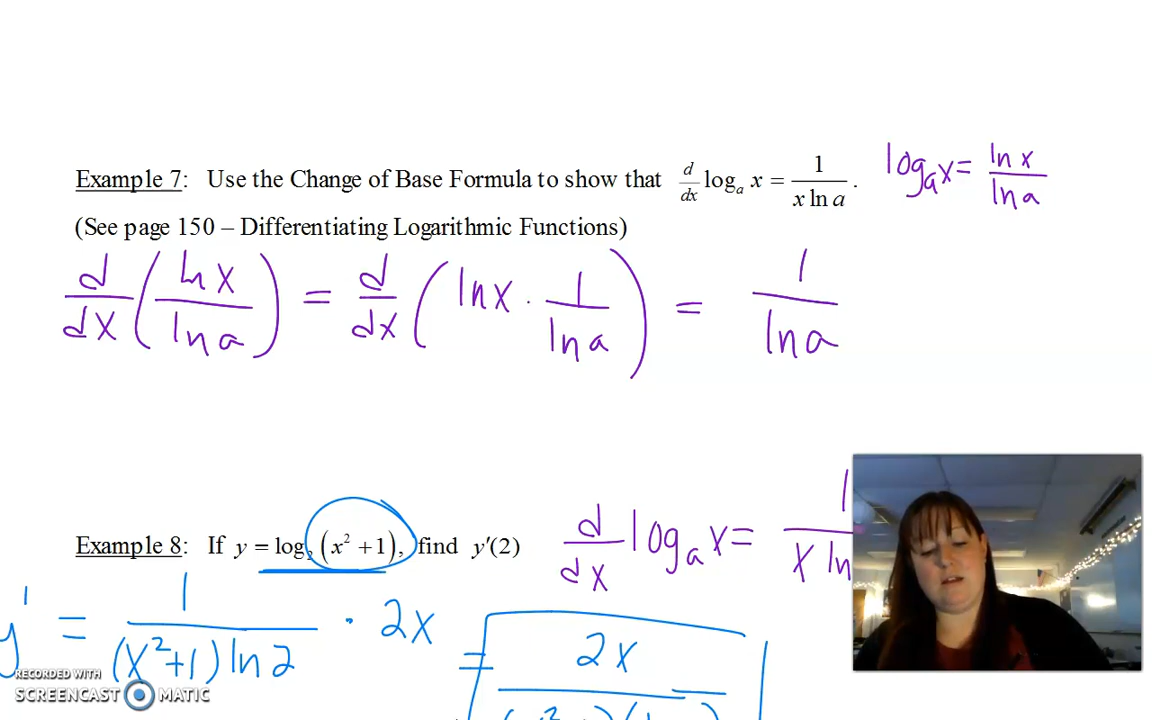 Example 7: Use the Change of Base Formula to show that d/dx log_a x = 1/(x ln a). log_a x = ln x/ln a
(See page 150 – Differentiating Logarithmic Functions)
d/dx (ln x/ln a) = d/dx (ln x · 1/ln a) = 1/ln a
Example 8: If y = log_2 (x² + 1), find y′(2) d/dx log_a x = 1/(x ln
y' = 1/((x²+1) ln 2) · 2x = 2x
RECORDED WITH
SCREENCAST MATIC